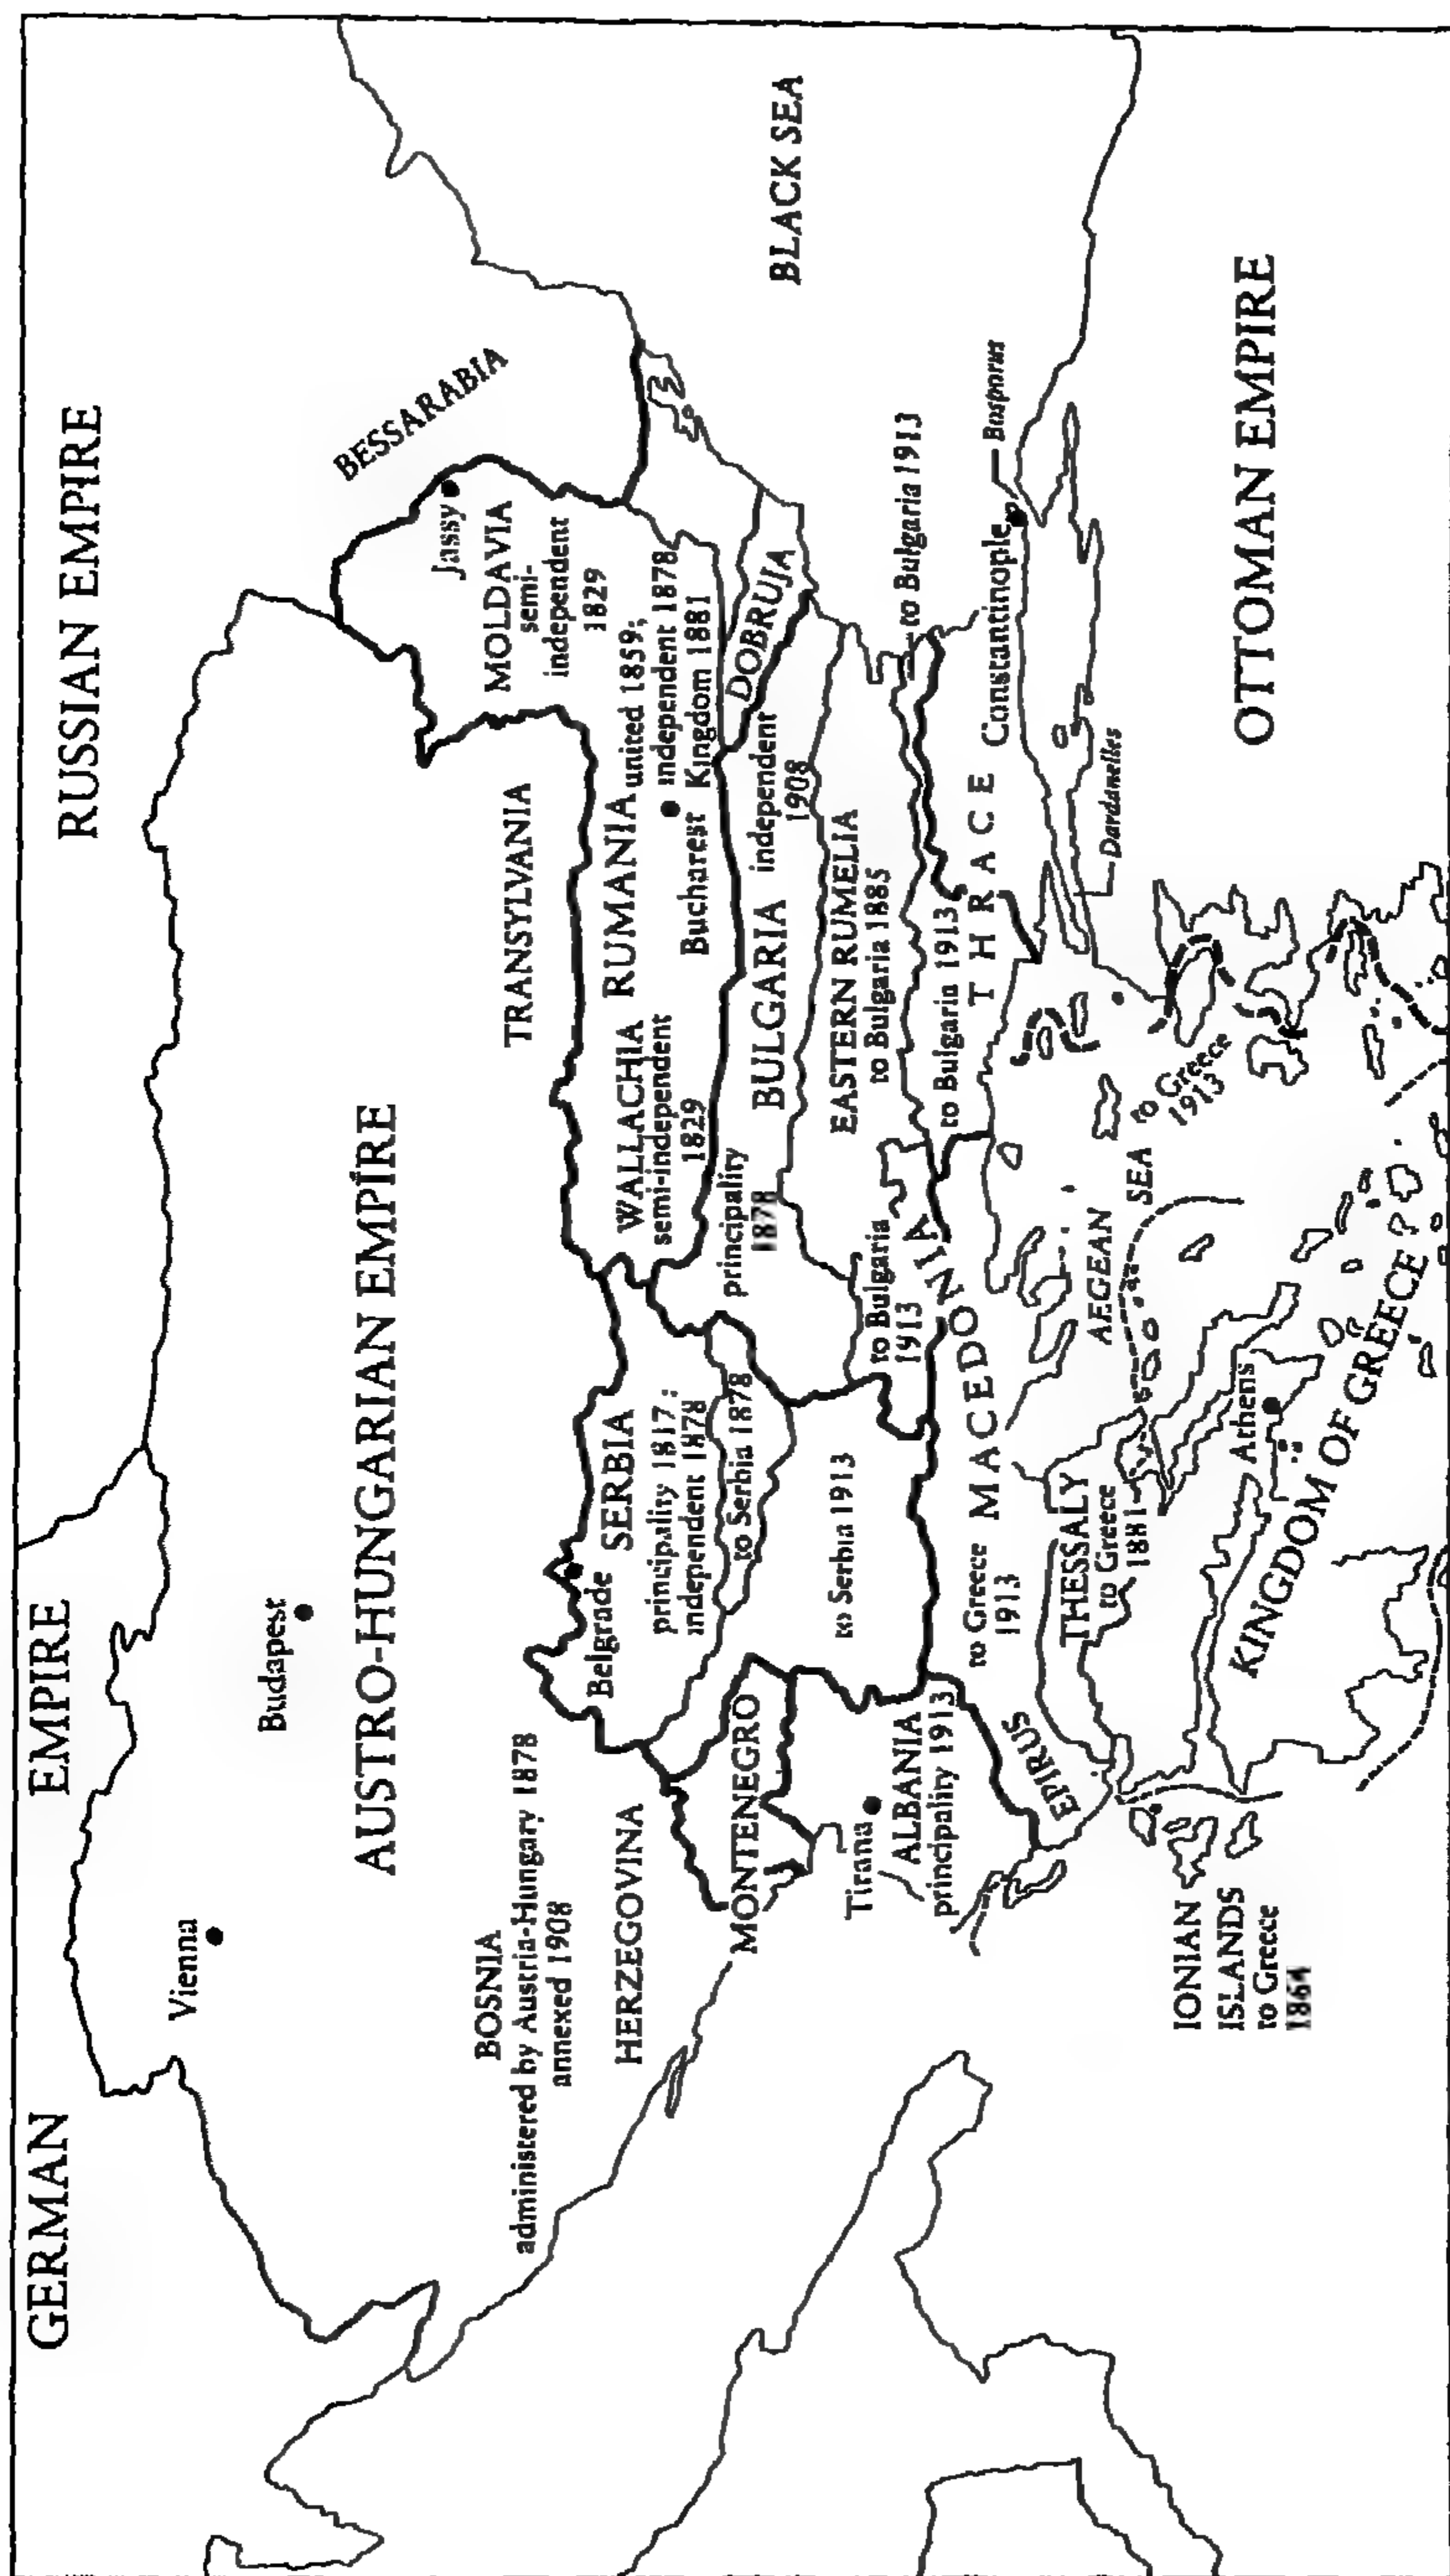 GERMAN EMPIRE
RUSSIAN EMPIRE
Vienna
Budapest
AUSTRO-HUNGARIAN EMPIRE
BESSARABIA
Jassy
MOLDAVIA
semi-
independent
1829
TRANSYLVANIA
BOSNIA
administered by Austria-Hungary 1878
annexed 1908
HERZEGOVINA
Belgrade
SERBIA
principality 1817;
independent 1878
to Serbia 1878
WALLACHIA
semi-independent
1829
RUMANIA
united 1859;
independent 1878
Kingdom 1881
Bucharest
DOBRUJA
BLACK SEA
MONTENEGRO
principality
1878
BULGARIA
independent
1908
EASTERN RUMELIA
to Bulgaria 1885
to Serbia 1913
to Bulgaria
1913
to Bulgaria 1913
to Bulgaria 1913
Tirana
ALBANIA
principality 1913
to Greece
1913
MACEDONIA
THRACE
Constantinople
Bosporus
Dardanelles
EPIRUS
THESSALY
to Greece
1881
AEGEAN SEA
to Greece
1913
OTTOMAN EMPIRE
IONIAN
ISLANDS
to Greece
1864
Athens
KINGDOM OF GREECE